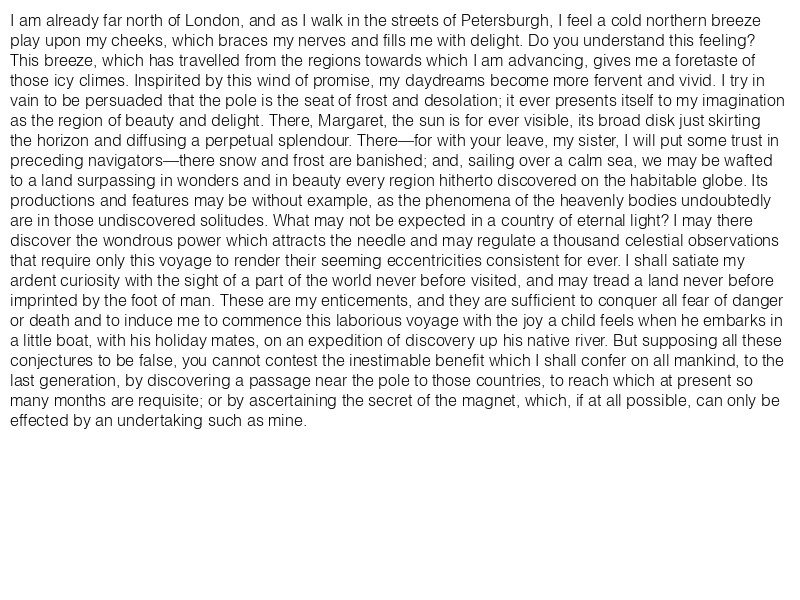 I am already far north of London, and as I walk in the streets of Petersburgh, I feel a cold northern breeze
play upon my cheeks, which braces my nerves and fills me with delight. Do you understand this feeling?
This breeze, which has travelled from the regions towards which I am advancing, gives me a foretaste of
those icy climes. Inspirited by this wind of promise, my daydreams become more fervent and vivid. I try in
vain to be persuaded that the pole is the seat of frost and desolation; it ever presents itself to my imagination
as the region of beauty and delight. There, Margaret, the sun is for ever visible, its broad disk just skirting
the horizon and diffusing a perpetual splendour. There—for with your leave, my sister, I will put some trust in
preceding navigators—there snow and frost are banished; and, sailing over a calm sea, we may be wafted
to a land surpassing in wonders and in beauty every region hitherto discovered on the habitable globe. Its
productions and features may be without example, as the phenomena of the heavenly bodies undoubtedly
are in those undiscovered solitudes. What may not be expected in a country of eternal light? I may there
discover the wondrous power which attracts the needle and may regulate a thousand celestial observations
that require only this voyage to render their seeming eccentricities consistent for ever. I shall satiate my
ardent curiosity with the sight of a part of the world never before visited, and may tread a land never before
imprinted by the foot of man. These are my enticements, and they are sufficient to conquer all fear of danger
or death and to induce me to commence this laborious voyage with the joy a child feels when he embarks in
a little boat, with his holiday mates, on an expedition of discovery up his native river. But supposing all these
conjectures to be false, you cannot contest the inestimable benefit which I shall confer on all mankind, to the
last generation, by discovering a passage near the pole to those countries, to reach which at present so
many months are requisite; or by ascertaining the secret of the magnet, which, if at all possible, can only be
effected by an undertaking such as mine.